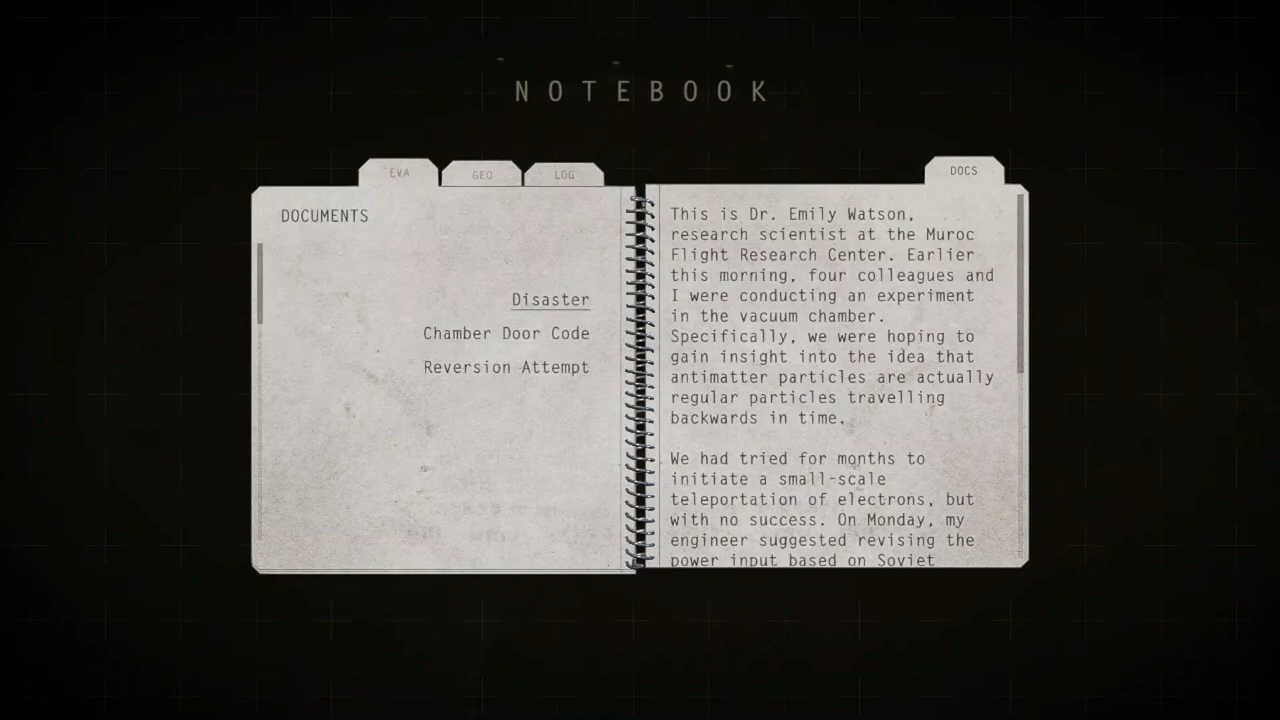 NOTEBOOK
EVA
GEO
LOG
DOCS
DOCUMENTS
Disaster
Chamber Door Code
Reversion Attempt
This is Dr. Emily Watson,
research scientist at the Muroc
Flight Research Center. Earlier
this morning, four colleagues and
I were conducting an experiment
in the vacuum chamber.
Specifically, we were hoping to
gain insight into the idea that
antimatter particles are actually
regular particles travelling
backwards in time.
We had tried for months to
initiate a small-scale
teleportation of electrons, but
with no success. On Monday, my
engineer suggested revising the
power input based on Soviet